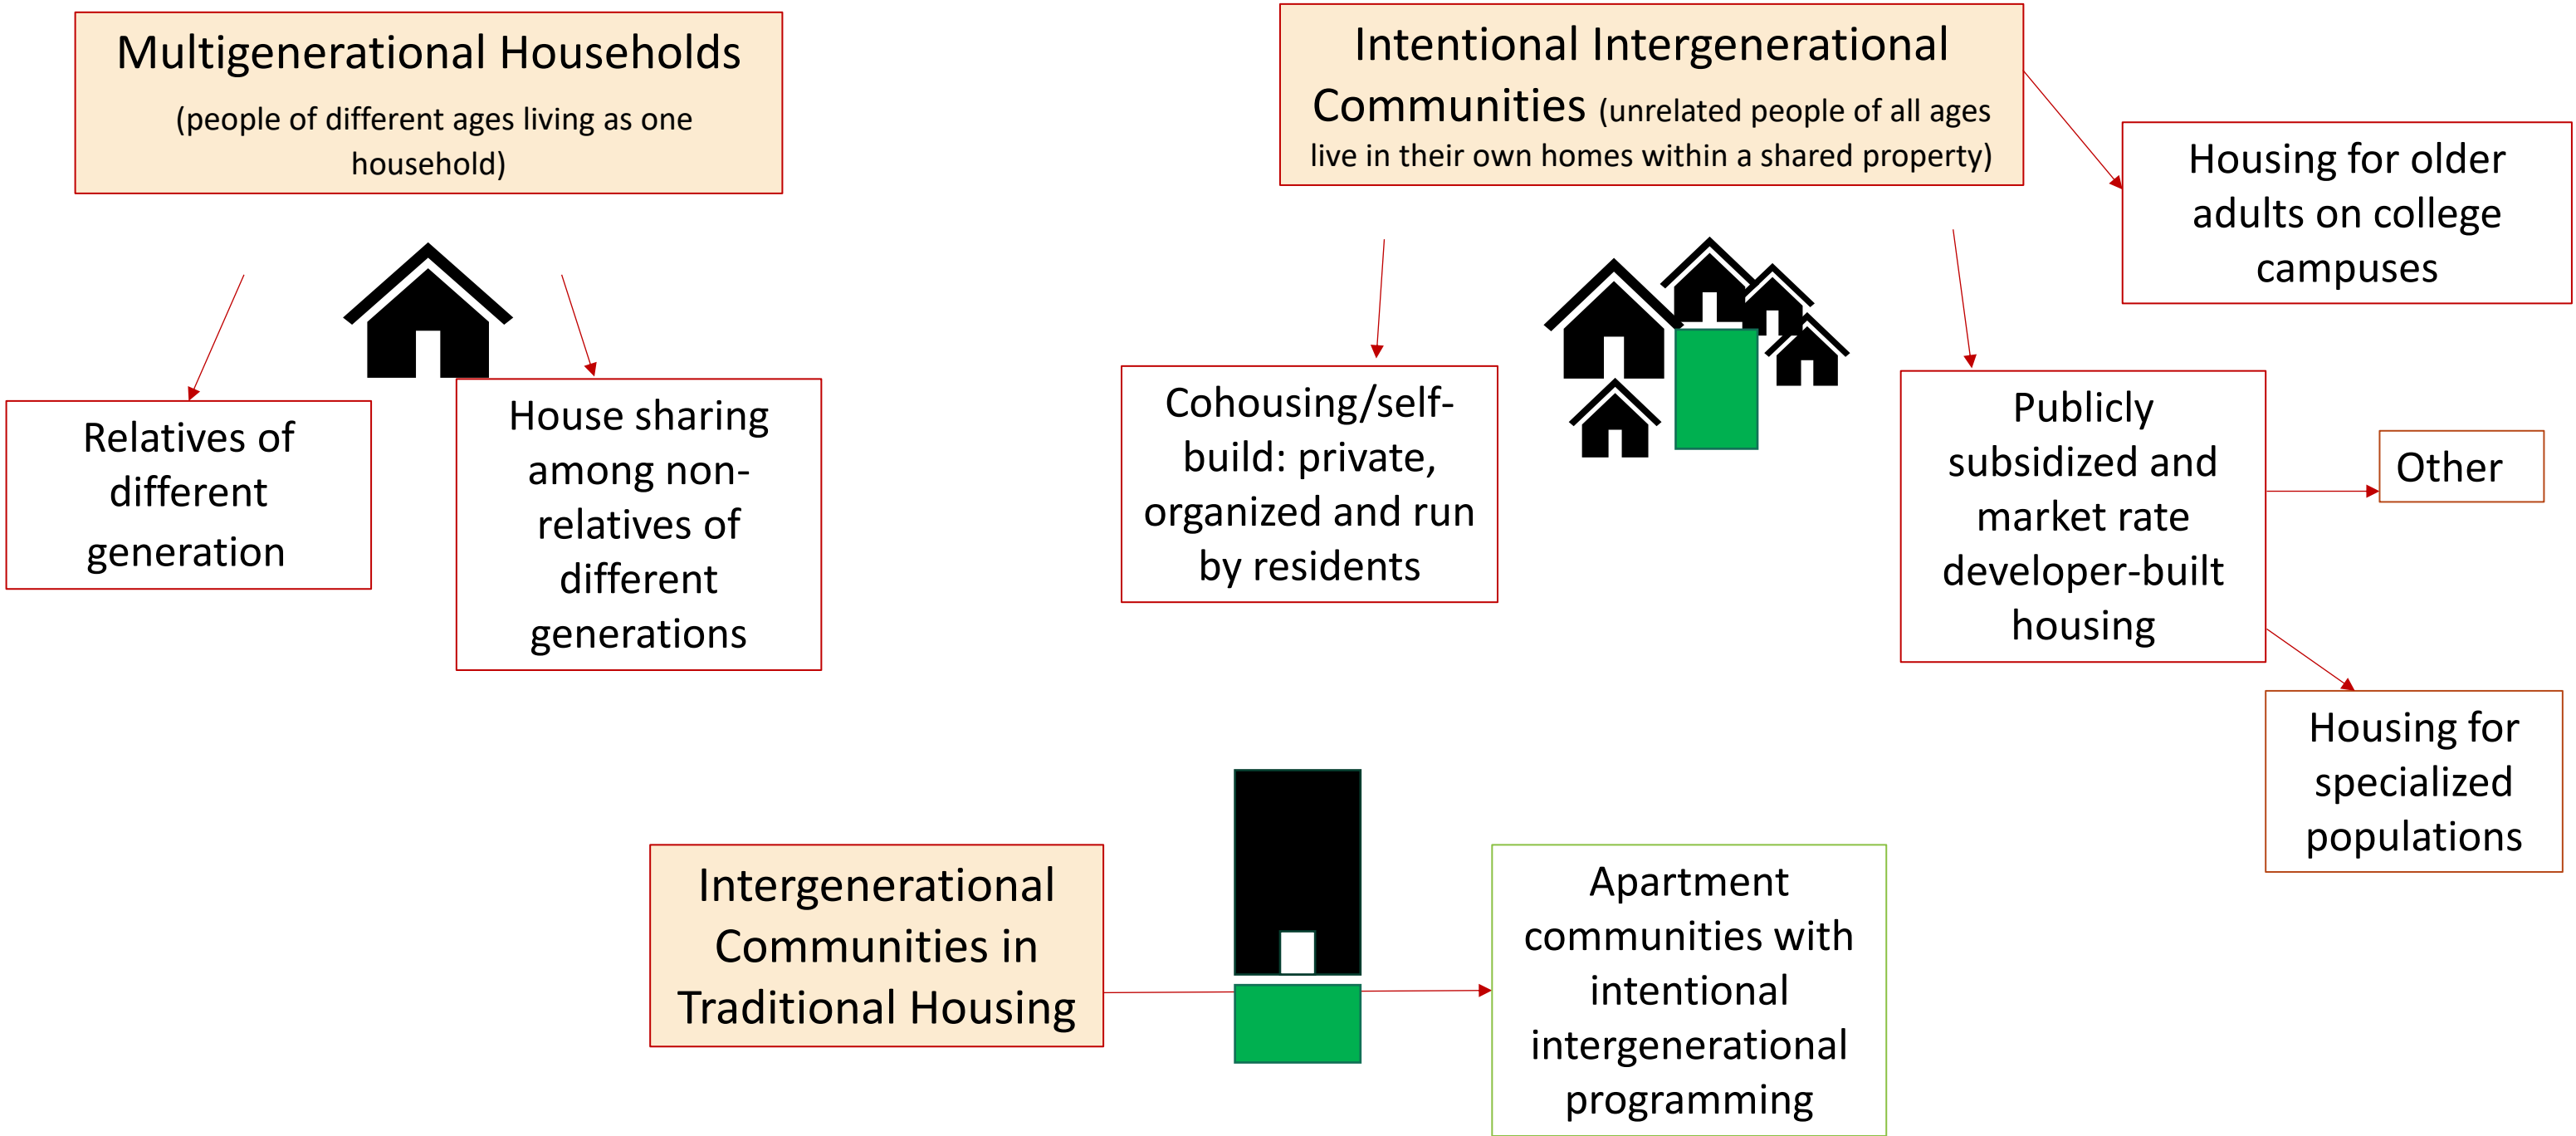 Multigenerational Households
(people of different ages living as one
household)
Intentional Intergenerational
Communities (unrelated people of all ages
live in their own homes within a shared property)
Housing for older
adults on college
campuses
Relatives of
different
generation
House sharing
among non-
relatives of
different
generations
Cohousing/self-
build: private,
organized and run
by residents
Publicly
subsidized and
market rate
developer-built
housing
Other
Housing for
specialized
populations
Intergenerational
Communities in
Traditional Housing
Apartment
communities with
intentional
intergenerational
programming